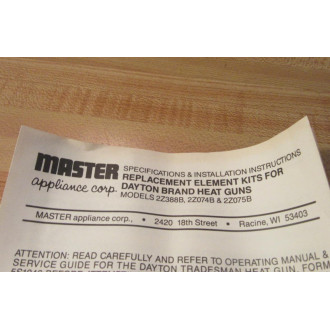 MASTER
appliance corp.
SPECIFICATIONS & INSTALLATION INSTRUCTIONS
REPLACEMENT ELEMENT KITS FOR
DAYTON BRAND HEAT GUNS
MODELS 2Z388B, 2Z074B & 2Z075B
MASTER appliance corp., • 2420 18th Street • Racine, WI 53403
ATTENTION: READ CAREFULLY AND REFER TO OPERATING MANUAL &
SERVICE GUIDE FOR THE DAYTON TRADESMAN HEAT GUN, FORM